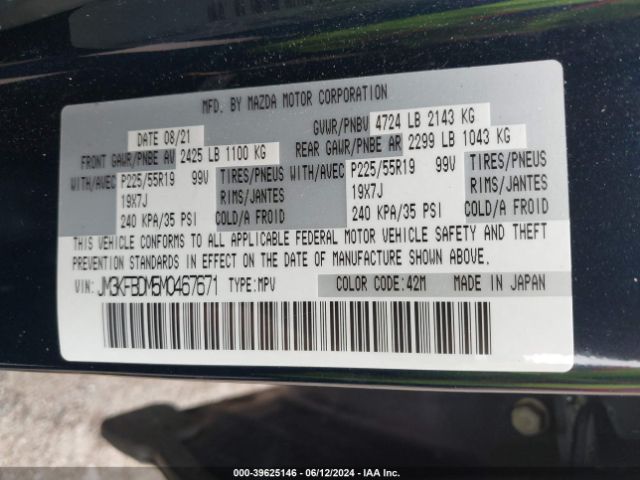 MFD. BY MAZDA MOTOR CORPORATION
DATE 08/21
GVWR/PNBV 4724 LB 2143 KG
FRONT GAWR/PNBE AV 2425 LB 1100 KG
REAR GAWR/PNBE AR 2299 LB 1043 KG
WITH/AVEC P225/55R19 99V TIRES/PNEUS WITH/AVEC P225/55R19 99V TIRES/PNEUS
19X7J RIMS/JANTES 19X7J RIMS/JANTES
240 KPA/35 PSI COLD/A FROID 240 KPA/35 PSI COLD/A FROID
THIS VEHICLE CONFORMS TO ALL APPLICABLE FEDERAL MOTOR VEHICLE SAFETY AND THEFT
PREVENTION STANDARDS IN EFFECT ON THE DATE OF MANUFACTURE SHOWN ABOVE.
VIN: JM3KFBDM5M0467671 TYPE:MPV COLOR CODE:42M MADE IN JAPAN
000-39625146 - 06/12/2024 - IAA Inc.